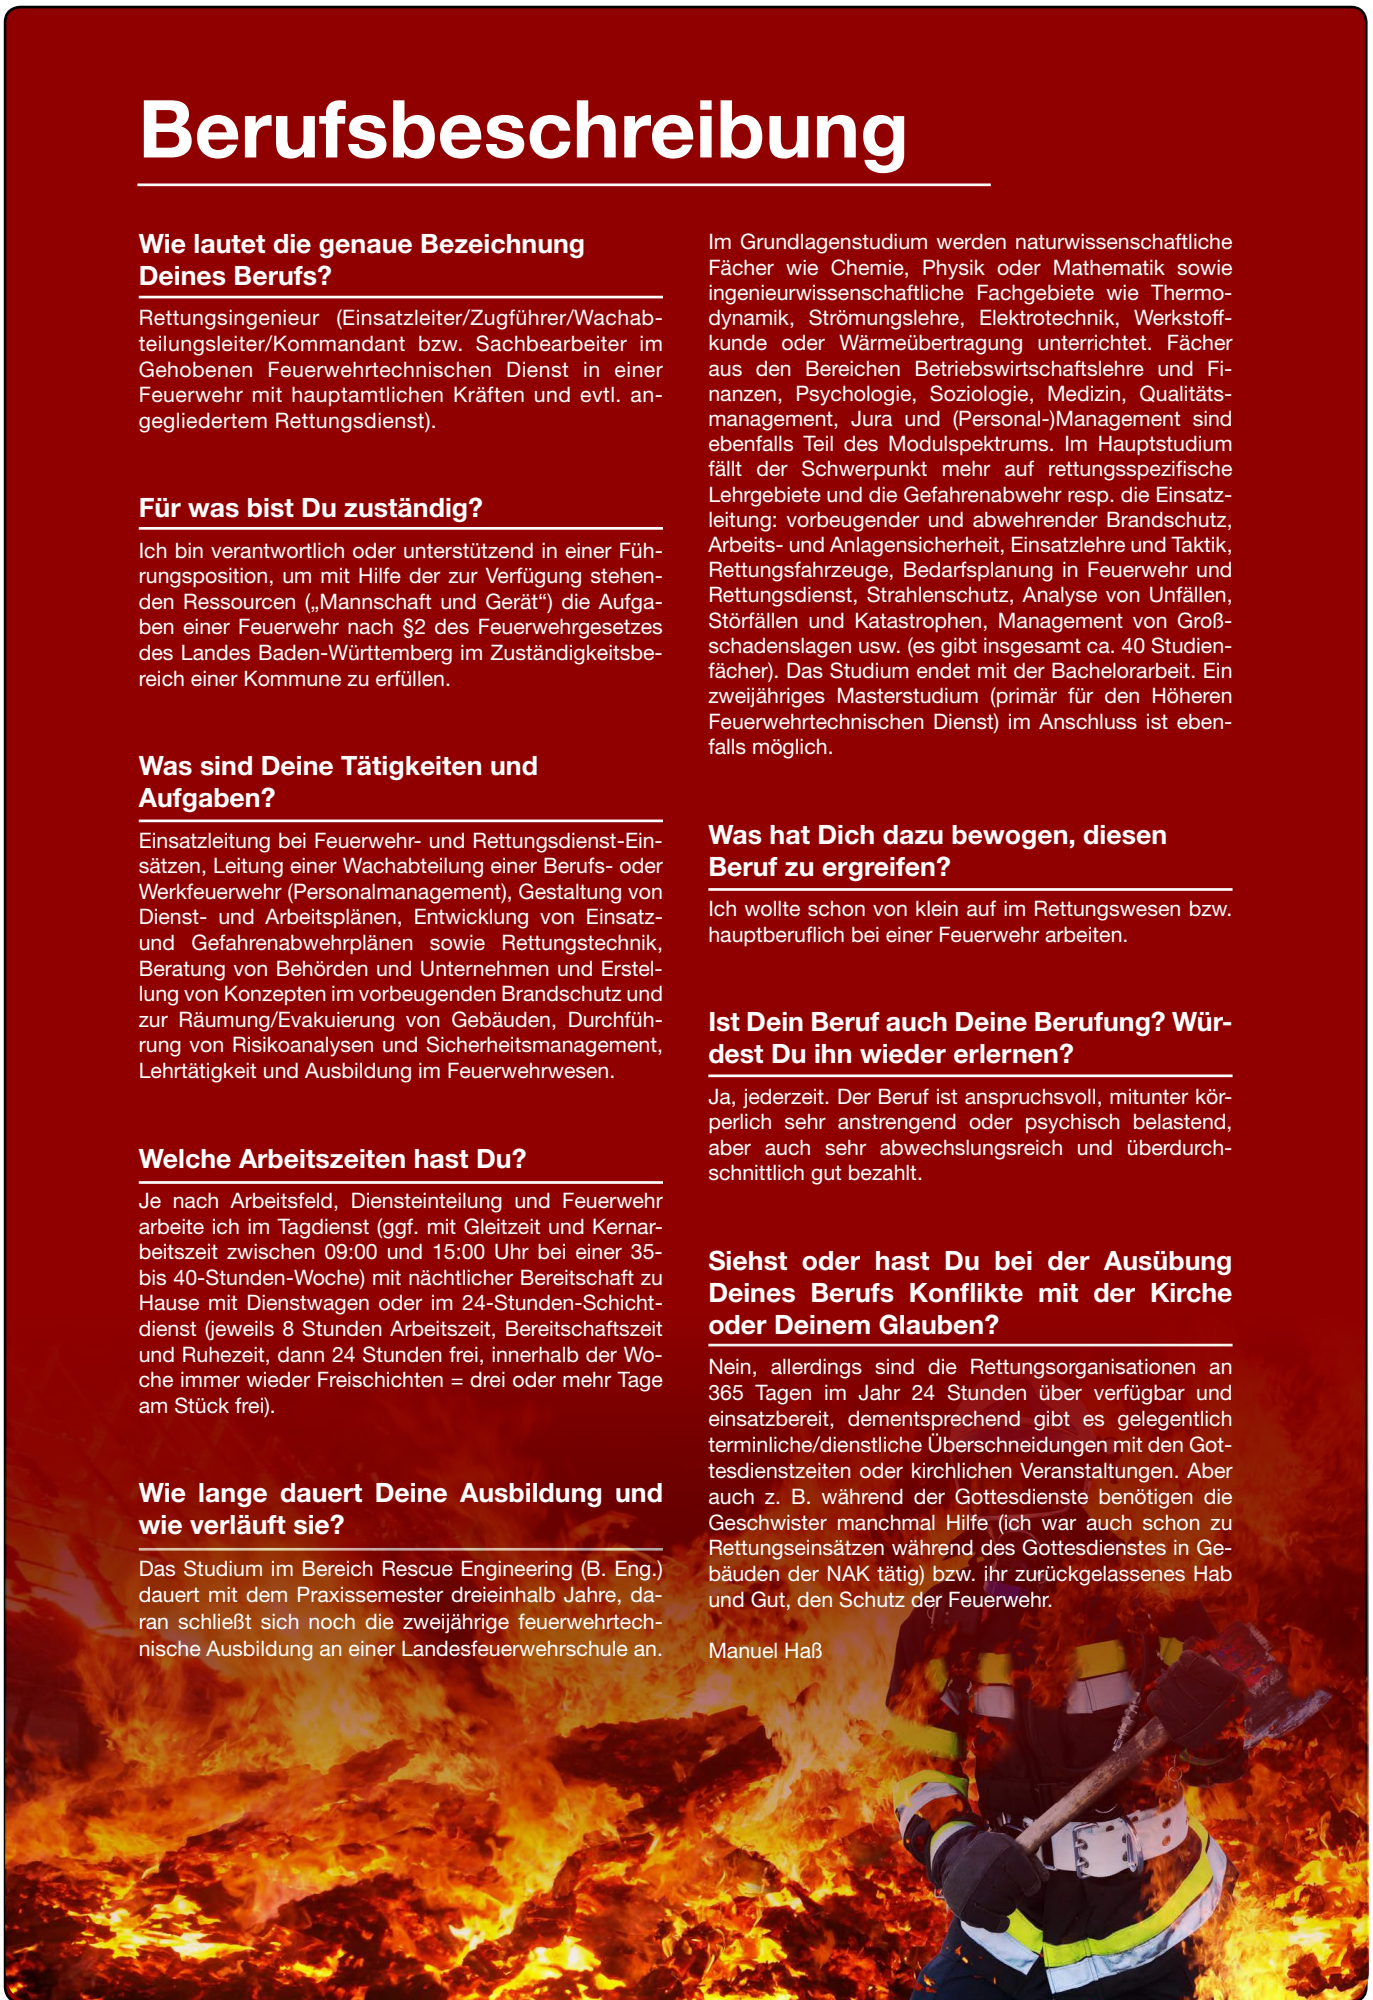 Berufsbeschreibung
Wie lautet die genaue Bezeichnung
Deines Berufs?
Rettungsingenieur (Einsatzleiter/Zugführer/Wachab-
teilungsleiter/Kommandant bzw. Sachbearbeiter im
Gehobenen Feuerwehrtechnischen Dienst in einer
Feuerwehr mit hauptamtlichen Kräften und evtl. an-
gegliedertem Rettungsdienst).
Für was bist Du zuständig?
Ich bin verantwortlich oder unterstützend in einer Füh-
rungsposition, um mit Hilfe der zur Verfügung stehen-
den Ressourcen („Mannschaft und Gerät“) die Aufga-
ben einer Feuerwehr nach §2 des Feuerwehrgesetzes
des Landes Baden-Württemberg im Zuständigkeitsbe-
reich einer Kommune zu erfüllen.
Was sind Deine Tätigkeiten und
Aufgaben?
Einsatzleitung bei Feuerwehr- und Rettungsdienst-Ein-
sätzen, Leitung einer Wachabteilung einer Berufs- oder
Werkfeuerwehr (Personalmanagement), Gestaltung von
Dienst- und Arbeitsplänen, Entwicklung von Einsatz-
und Gefahrenabwehrplänen sowie Rettungstechnik,
Beratung von Behörden und Unternehmen und Erstel-
lung von Konzepten im vorbeugenden Brandschutz und
zur Räumung/Evakuierung von Gebäuden, Durchfüh-
rung von Risikoanalysen und Sicherheitsmanagement,
Lehrtätigkeit und Ausbildung im Feuerwehrwesen.
Welche Arbeitszeiten hast Du?
Je nach Arbeitsfeld, Diensteinteilung und Feuerwehr
arbeite ich im Tagdienst (ggf. mit Gleitzeit und Kernar-
beitszeit zwischen 09:00 und 15:00 Uhr bei einer 35-
bis 40-Stunden-Woche) mit nächtlicher Bereitschaft zu
Hause mit Dienstwagen oder im 24-Stunden-Schicht-
dienst (jeweils 8 Stunden Arbeitszeit, Bereitschaftszeit
und Ruhezeit, dann 24 Stunden frei, innerhalb der Wo-
che immer wieder Freischichten = drei oder mehr Tage
am Stück frei).
Wie lange dauert Deine Ausbildung und
wie verläuft sie?
Das Studium im Bereich Rescue Engineering (B. Eng.)
dauert mit dem Praxissemester dreieinhalb Jahre, da-
ran schließt sich noch die zweijährige feuerwehrtech-
nische Ausbildung an einer Landesfeuerwehrschule an.
Im Grundlagenstudium werden naturwissenschaftliche
Fächer wie Chemie, Physik oder Mathematik sowie
ingenieurwissenschaftliche Fachgebiete wie Thermo-
dynamik, Strömungslehre, Elektrotechnik, Werkstoff-
kunde oder Wärmeübertragung unterrichtet. Fächer
aus den Bereichen Betriebswirtschaftslehre und Fi-
nanzen, Psychologie, Soziologie, Medizin, Qualitäts-
management, Jura und (Personal-)Management sind
ebenfalls Teil des Modulspektrums. Im Hauptstudium
fällt der Schwerpunkt mehr auf rettungsspezifische
Lehrgebiete und die Gefahrenabwehr resp. die Einsatz-
leitung: vorbeugender und abwehrender Brandschutz,
Arbeits- und Anlagensicherheit, Einsatzlehre und Taktik,
Rettungsfahrzeuge, Bedarfsplanung in Feuerwehr und
Rettungsdienst, Strahlenschutz, Analyse von Unfällen,
Störfällen und Katastrophen, Management von Groß-
schadenslagen usw. (es gibt insgesamt ca. 40 Studien-
fächer). Das Studium endet mit der Bachelorarbeit. Ein
zweijähriges Masterstudium (primär für den Höheren
Feuerwehrtechnischen Dienst) im Anschluss ist eben-
falls möglich.
Was hat Dich dazu bewogen, diesen
Beruf zu ergreifen?
Ich wollte schon von klein auf im Rettungswesen bzw.
hauptberuflich bei einer Feuerwehr arbeiten.
Ist Dein Beruf auch Deine Berufung? Wür-
dest Du ihn wieder erlernen?
Ja, jederzeit. Der Beruf ist anspruchsvoll, mitunter kör-
perlich sehr anstrengend oder psychisch belastend,
aber auch sehr abwechslungsreich und überdurch-
schnittlich gut bezahlt.
Siehst oder hast Du bei der Ausübung
Deines Berufs Konflikte mit der Kirche
oder Deinem Glauben?
Nein, allerdings sind die Rettungsorganisationen an
365 Tagen im Jahr 24 Stunden über verfügbar und
einsatzbereit, dementsprechend gibt es gelegentlich
terminliche/dienstliche Überschneidungen mit den Got-
tesdienstzeiten oder kirchlichen Veranstaltungen. Aber
auch z. B. während der Gottesdienste benötigen die
Geschwister manchmal Hilfe (ich war auch schon zu
Rettungseinsätzen während des Gottesdienstes in Ge-
bäuden der NAK tätig) bzw. ihr zurückgelassenes Hab
und Gut, den Schutz der Feuerwehr.
Manuel Haß